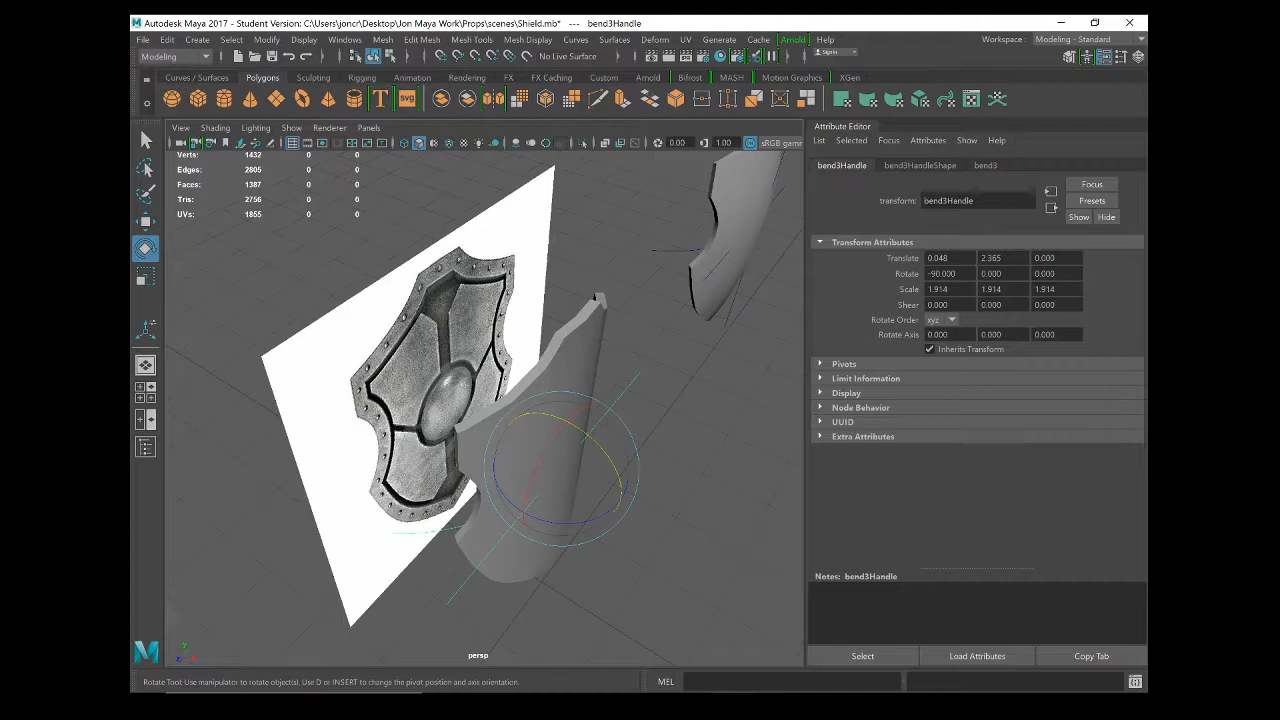 Autodesk Maya 2017 - Student Version: C:\Users\joncr\Desktop\Jon Maya Work\Props\scenes\Shield.mb* --- bend3Handle
File Edit Create Select Modify Display Windows Mesh Edit Mesh Mesh Tools Mesh Display Curves Surfaces Deform UV Generate Cache Arnold Help Workspace : Modeling - Standard
Modeling No Live Surface Sign In
Curves / Surfaces Polygons Sculpting Rigging Animation Rendering FX FX Caching Custom Arnold Bifrost MASH Motion Graphics XGen
T svg
View Shading Lighting Show Renderer Panels
Attribute Editor
List Selected Focus Attributes Show Help
0.00 1.00 sRGB gamm
Verts: 1432 0 0
Edges: 2805 0 0
Faces: 1387 0 0
Tris: 2756 0 0
UVs: 1855 0 0
bend3Handle bend3HandleShape bend3
transform: bend3Handle
Focus
Presets
Show Hide
Transform Attributes
Translate 0.048 2.365 0.000
Rotate -90.000 0.000 0.000
Scale 1.914 1.914 1.914
Shear 0.000 0.000 0.000
Rotate Order xyz
Rotate Axis 0.000 0.000 0.000
Inherits Transform
Pivots
Limit Information
Display
Node Behavior
UUID
Extra Attributes
Notes: bend3Handle
persp
y
z x
M
Select Load Attributes Copy Tab
Rotate Tool: Use manipulator to rotate object(s). Use D or INSERT to change the pivot position and axis orientation. MEL